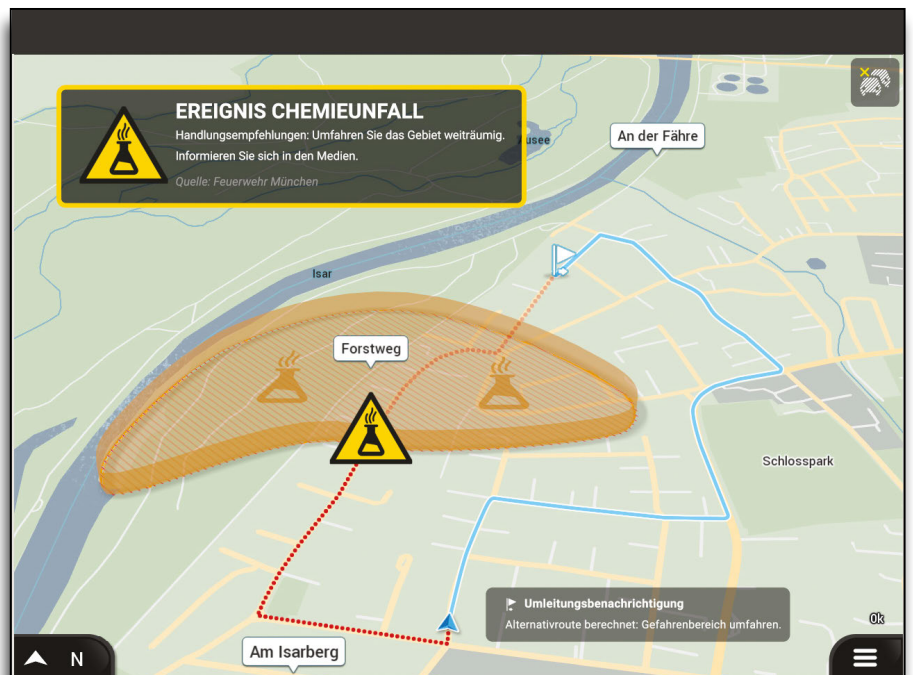 EREIGNIS CHEMIEUNFALL
Handlungsempfehlungen: Umfahren Sie das Gebiet weiträumig.
Informieren Sie sich in den Medien.
Quelle: Feuerwehr München
An der Fähre
Isar
Forstweg
Schlosspark
Umleitungsbenachrichtigung
Alternativroute berechnet: Gefahrenbereich umfahren.
0k
Am Isarberg
N